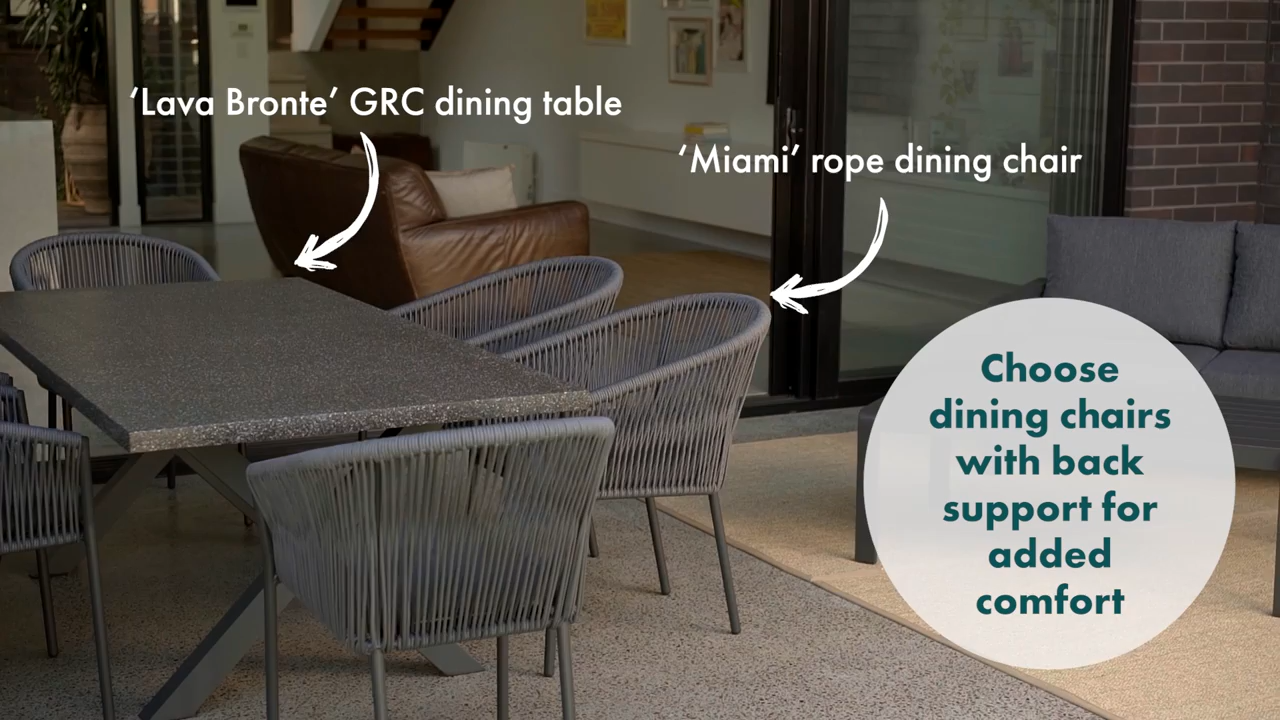 ‘Lava Bronte’ GRC dining table
‘Miami’ rope dining chair
Choose
dining chairs
with back
support for
added
comfort